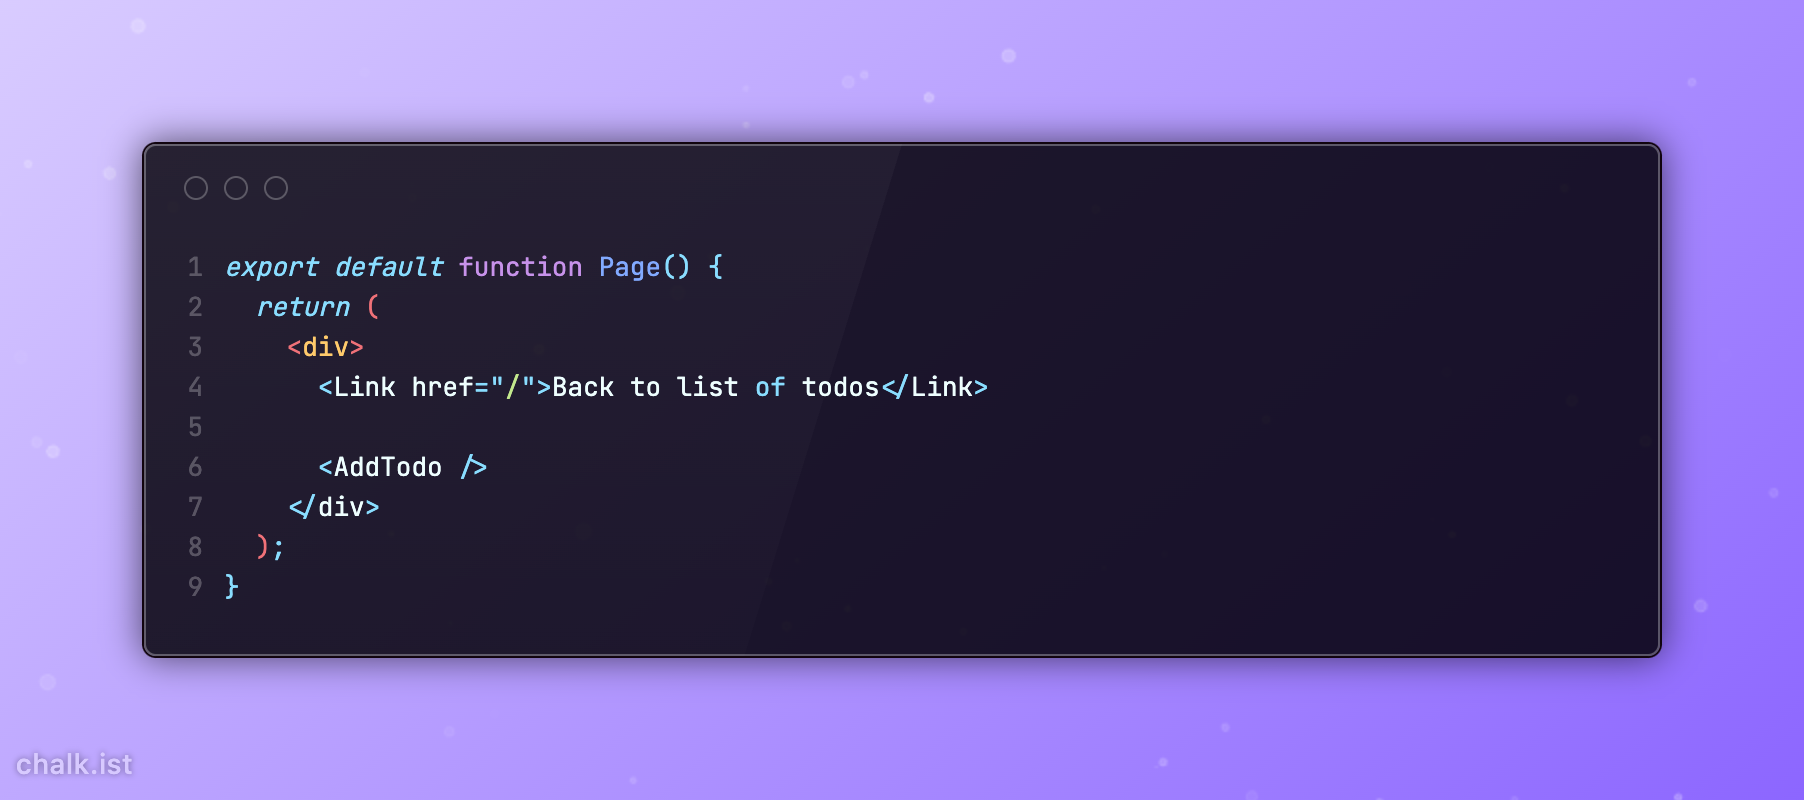 1 export default function Page() {
2   return (
3     <div>
4       <Link href="/">Back to list of todos</Link>
5
6       <AddTodo />
7     </div>
8   );
9 }
chalk.ist